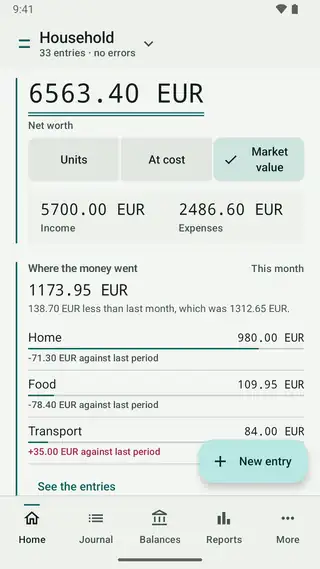 9:41
Household
33 entries · no errors
6563.40 EUR
Net worth
Units
At cost
Market
value
5700.00 EUR
2486.60 EUR
Income
Expenses
Where the money went
This month
1173.95 EUR
138.70 EUR less than last month, which was 1312.65 EUR.
Home
980.00 EUR
-71.30 EUR against last period
Food
109.95 EUR
-78.40 EUR against last period
Transport
84.00 EUR
+35.00 EUR against last period
New entry
See the entries
Home
Journal
Balances
Reports
More